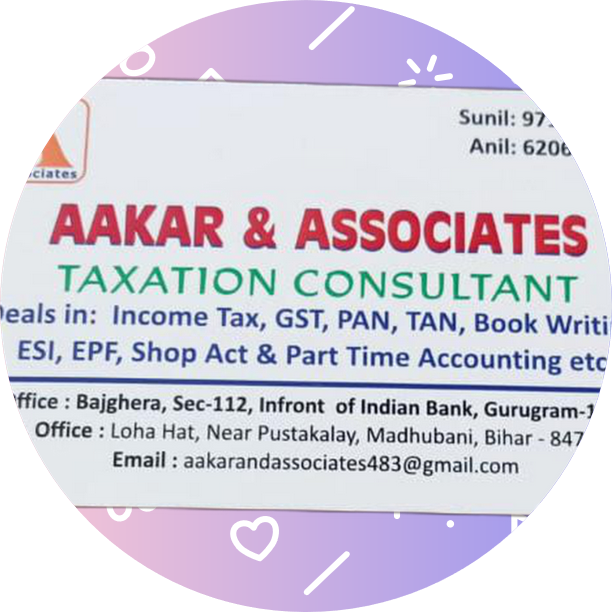 Sunil: 97
Anil: 6206
ciates
AAKAR & ASSOCIATES
TAXATION CONSULTANT
eals in: Income Tax, GST, PAN, TAN, Book Writi
ESI, EPF, Shop Act & Part Time Accounting etc
ffice : Bajghera, Sec-112, Infront of Indian Bank, Gurugram-1
Office : Loha Hat, Near Pustakalay, Madhubani, Bihar - 847
Email : aakarandassociates483@gmail.com